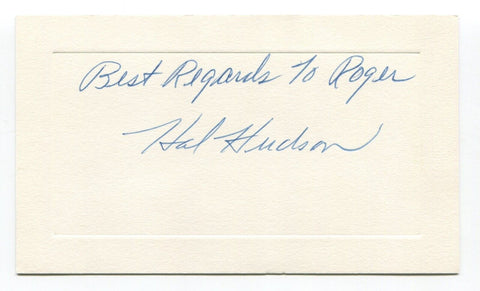 Best Regards To Roger
Hal Hudson